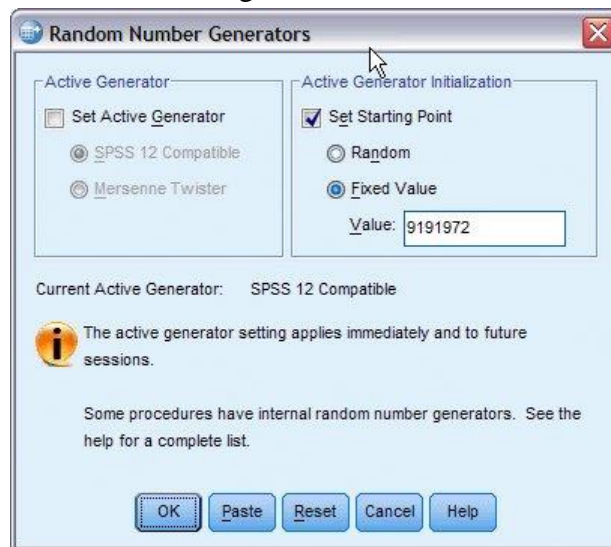 Random Number Generators
Active Generator
Set Active Generator
SPSS 12 Compatible
Mersenne Twister
Active Generator Initialization
Set Starting Point
Random
Fixed Value
Value: 9191972
Current Active Generator: SPSS 12 Compatible
The active generator setting applies immediately and to future
sessions.
Some procedures have internal random number generators. See the
help for a complete list.
OK Paste Reset Cancel Help